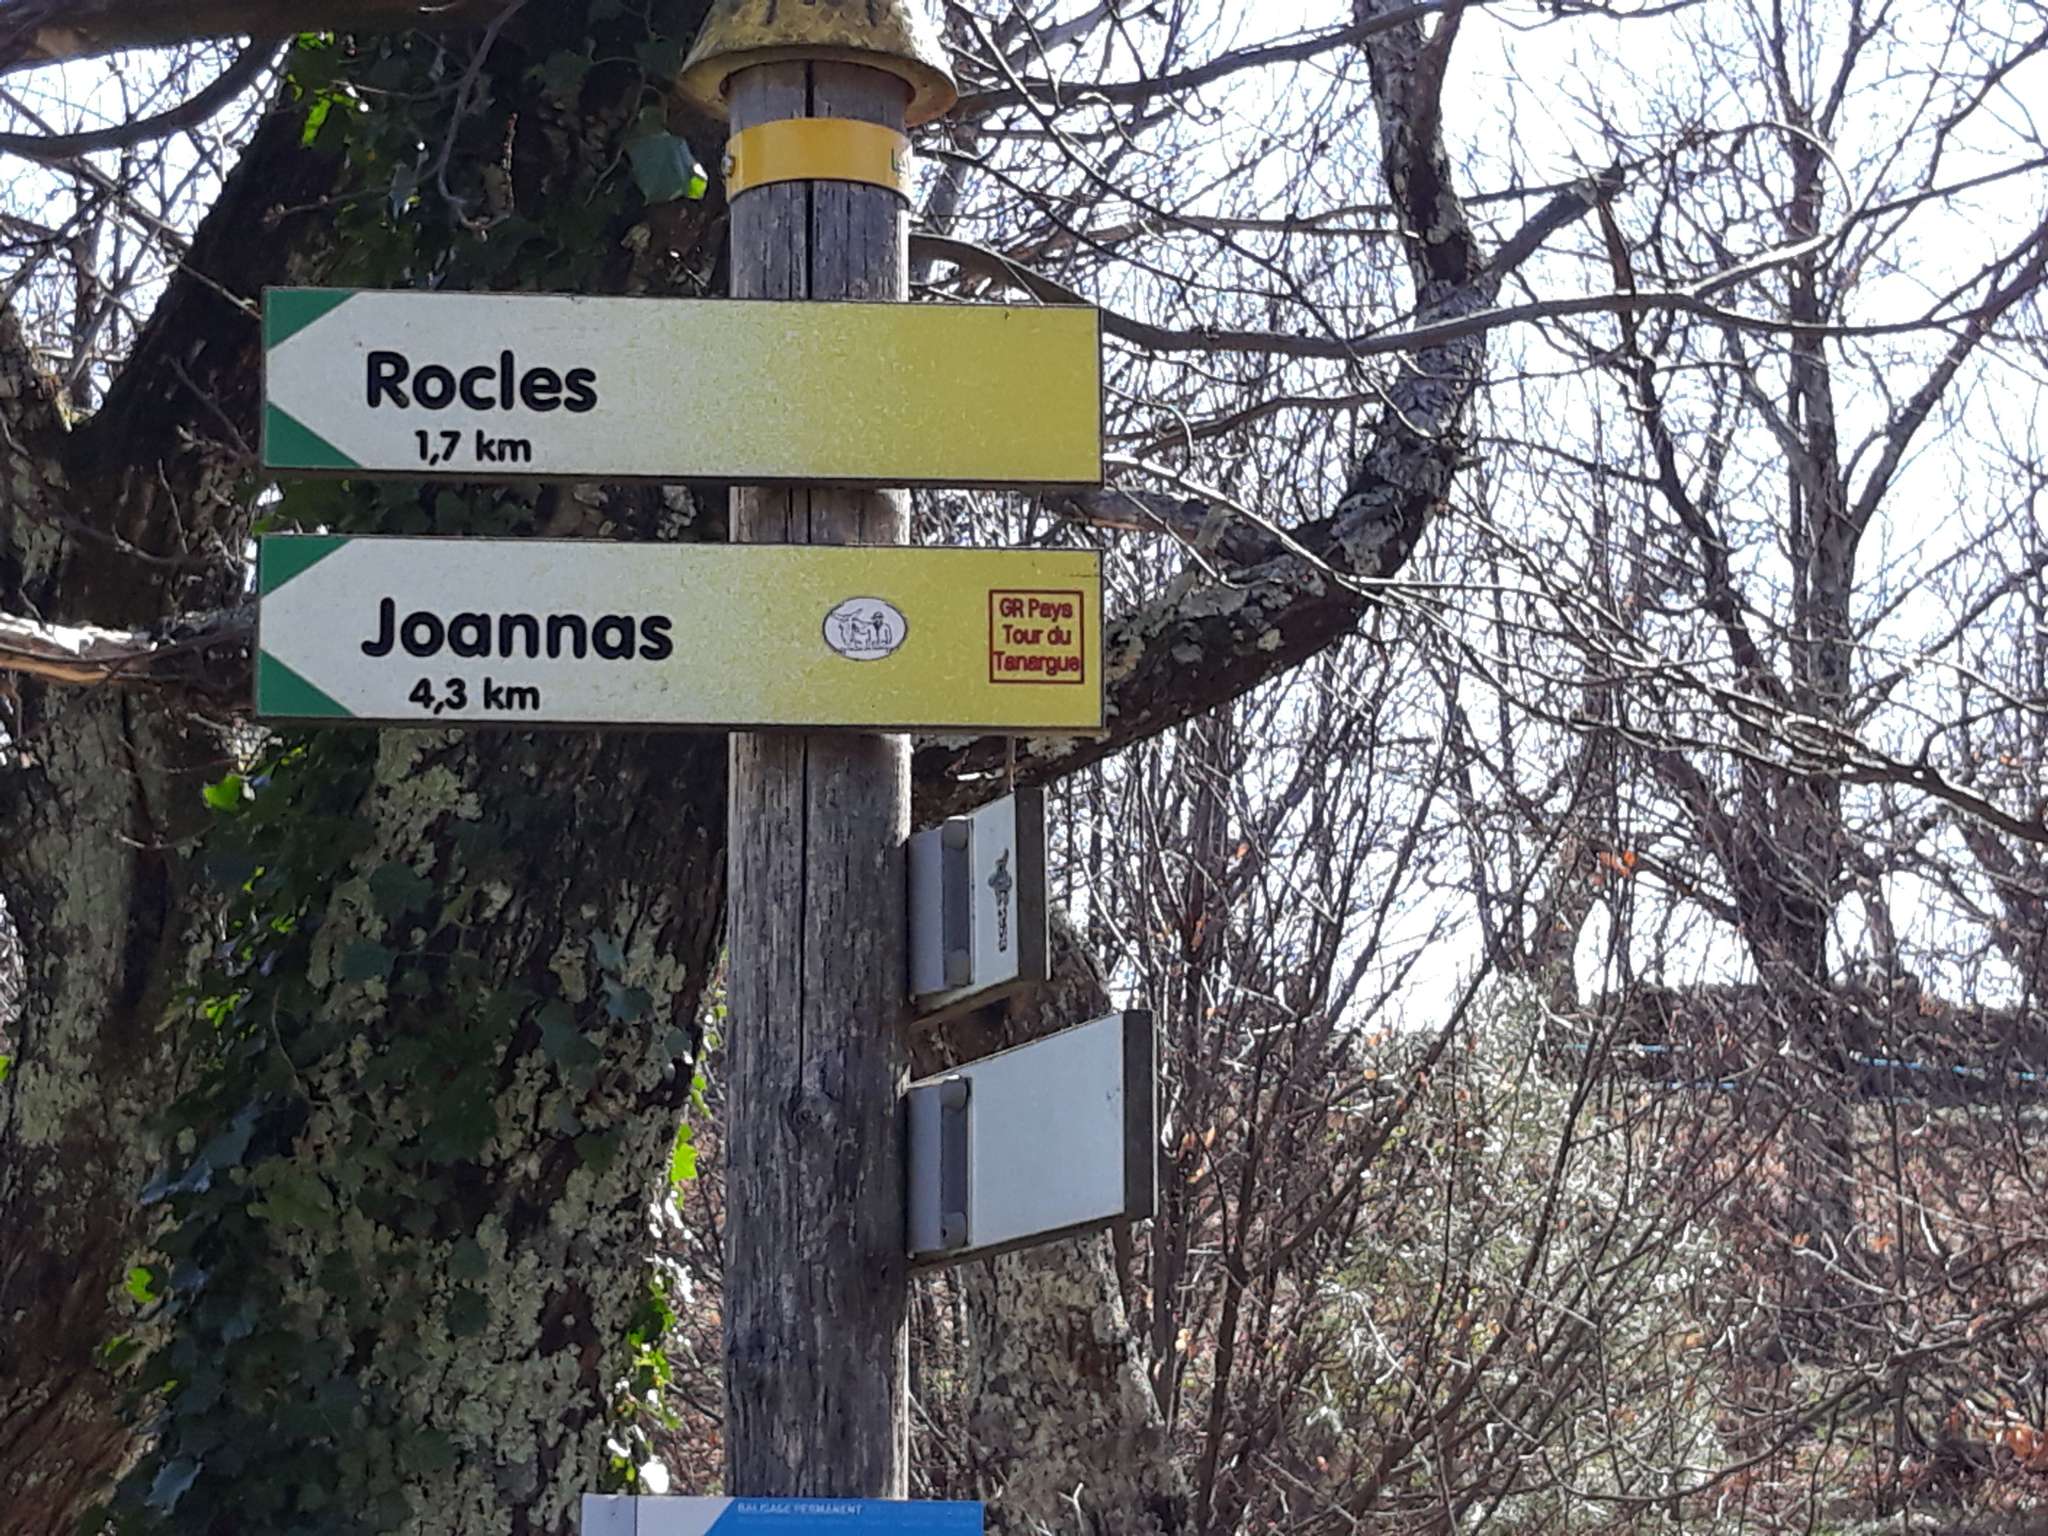 Rocles
1,7 km
Joannas
4,3 km
GR Pays
Tour du
Tanargue
BALISAGE PERMANENT